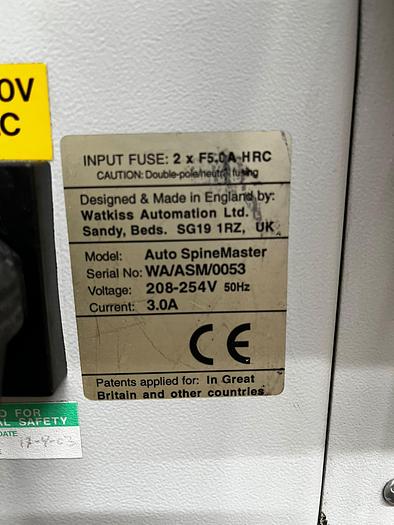 0V
C
INPUT FUSE: 2 x F5.0A-HRC
CAUTION: Double-pole/neutral fusing
Designed & Made in England by:
Watkiss Automation Ltd.
Sandy, Beds. SG19 1RZ, UK
Model: Auto SpineMaster
Serial No: WA/ASM/0053
Voltage: 208-254V 50Hz
Current: 3.0A
CE
Patents applied for: In Great
Britain and other countries.
D FOR
AL SAFETY
DATE
17-9-03